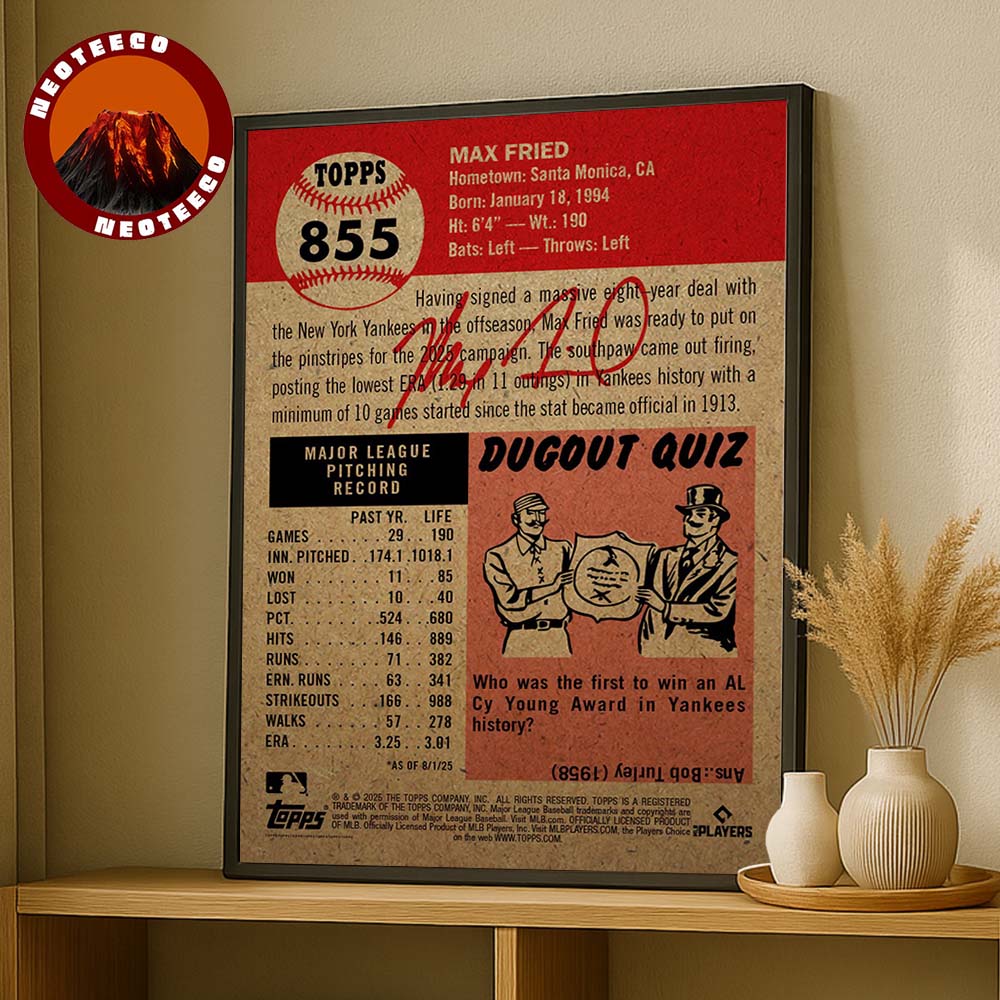 NEOTEECO
NEOTEECO
TOPPS
855
MAX FRIED
Hometown: Santa Monica, CA
Born: January 18, 1994
Ht: 6'4" — Wt.: 190
Bats: Left — Throws: Left
Having signed a massive eight-year deal with
the New York Yankees in the offseason, Max Fried was ready to put on
the pinstripes for the 2025 campaign. The southpaw came out firing,
posting the lowest ERA (1.29 in 11 outings) in Yankees history with a
minimum of 10 games started since the stat became official in 1913.
MAJOR LEAGUE
PITCHING
RECORD
PAST YR. LIFE
GAMES . . . . . . . . 29 . . 190
INN. PITCHED . . 174.1 . 1018.1
WON . . . . . . . . . 11 . . . 85
LOST . . . . . . . . . 10 . . . 40
PCT. . . . . . . . . . .524 . . .680
HITS . . . . . . . . . 146 . . . 889
RUNS . . . . . . . . . 71 . . 382
ERN. RUNS . . . . . 63 . . 341
STRIKEOUTS . . . .166 . . 988
WALKS . . . . . . . . 57 . . 278
ERA . . . . . . . . . 3.25 . . 3.01
*AS OF 8/1/25
DUGOUT QUIZ
Who was the first to win an AL
Cy Young Award in Yankees
history?
Ans.: Bob Turley (1958)
Topps
® & © 2025 THE TOPPS COMPANY, INC. ALL RIGHTS RESERVED. TOPPS IS A REGISTERED
TRADEMARK OF THE TOPPS COMPANY, INC. Major League Baseball trademarks and copyrights are
used with permission of Major League Baseball. Visit MLB.com. OFFICIALLY LICENSED PRODUCT
OF MLB. Officially Licensed Product of MLB Players, Inc. Visit MLBPLAYERS.COM, the Players Choice
on the web WWW.TOPPS.COM.
MLB PLAYERS